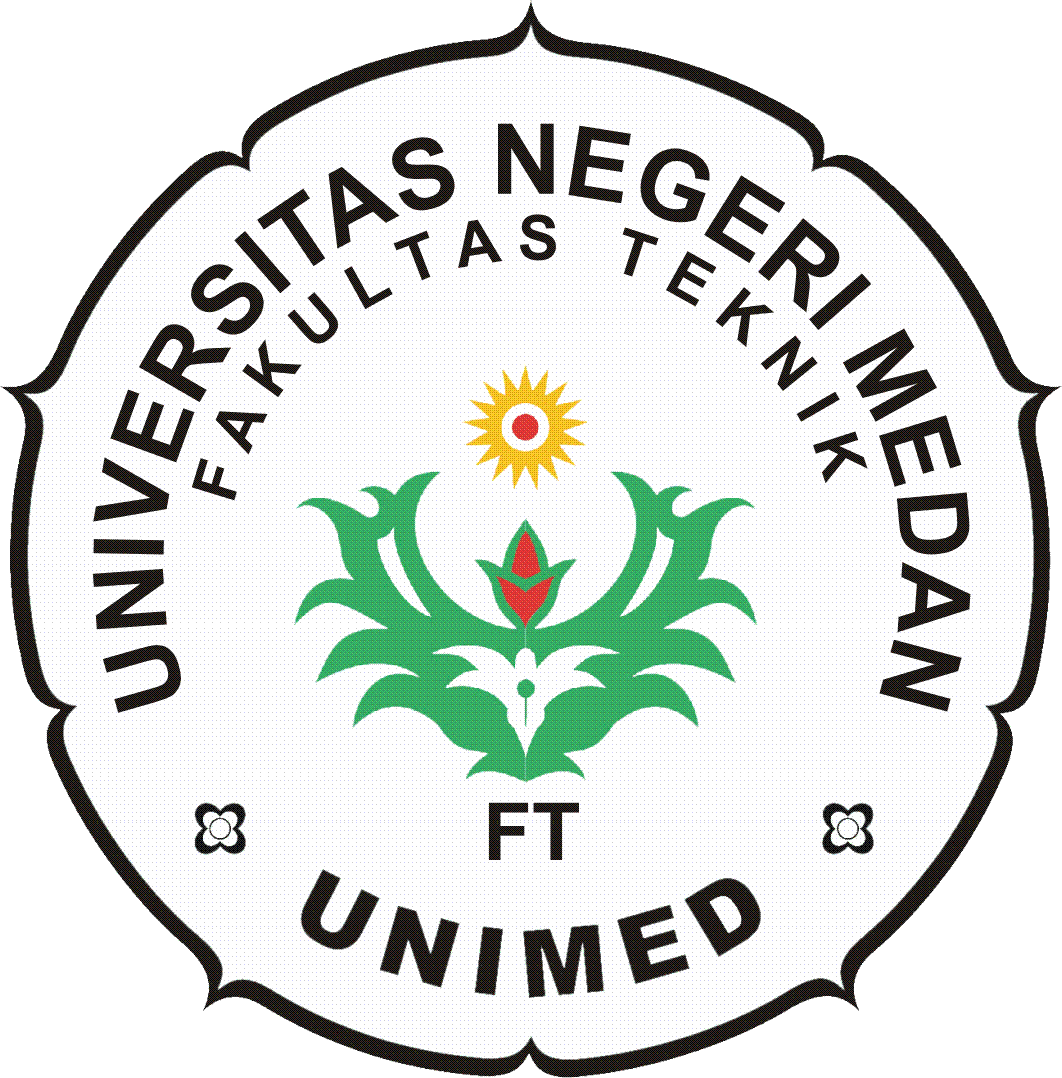 UNIVERSITAS NEGERI MEDAN
FAKULTAS TEKNIK
FT
UNIMED